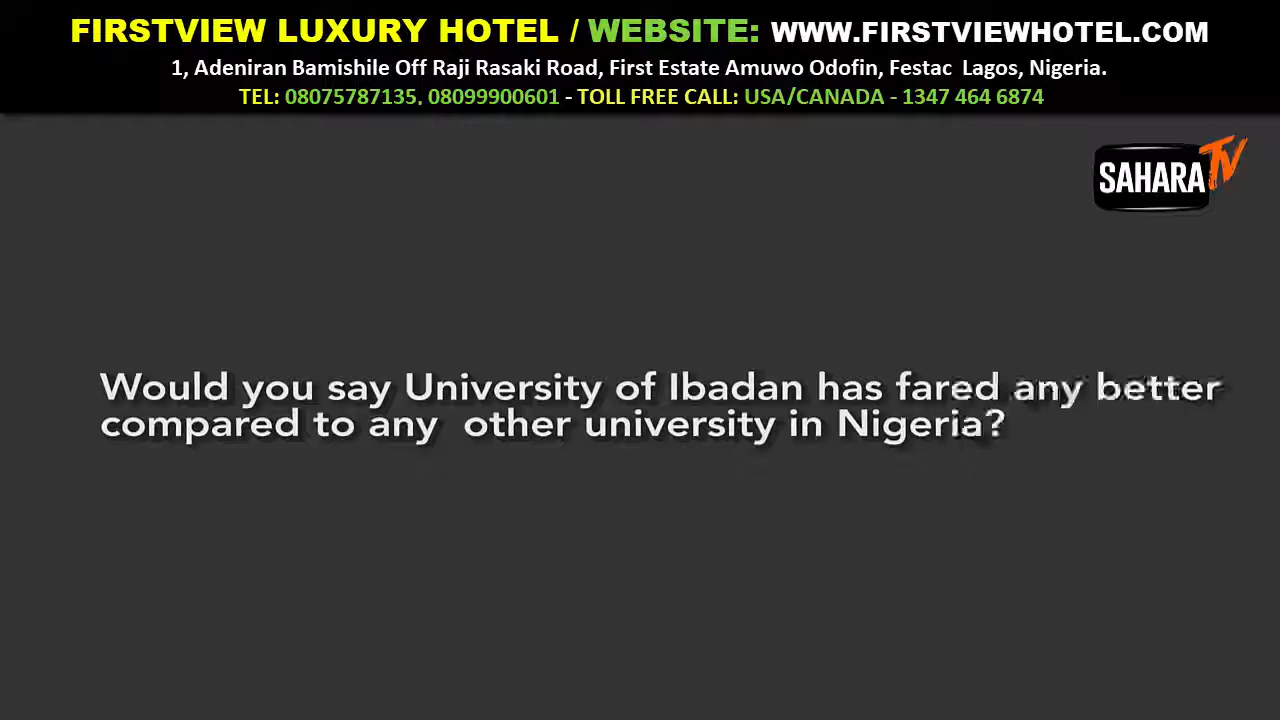 FIRSTVIEW LUXURY HOTEL / WEBSITE: WWW.FIRSTVIEWHOTEL.COM
1, Adeniran Bamishile Off Raji Rasaki Road, First Estate Amuwo Odofin, Festac Lagos, Nigeria.
TEL: 08075787135. 08099900601 - TOLL FREE CALL: USA/CANADA - 1347 464 6874
SAHARA TV
Would you say University of Ibadan has fared any better
compared to any other university in Nigeria?